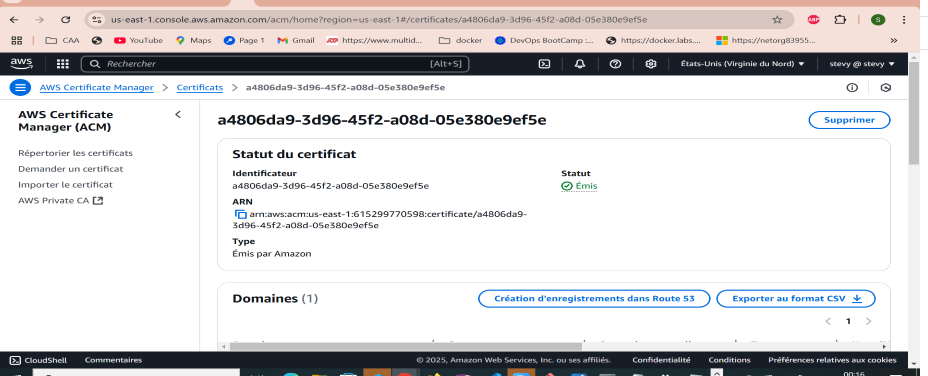 us-east-1.console.aws.amazon.com/acm/home?region=us-east-1#/certificates/a4806da9-3d96-45f2-a08d-05e380e9ef5e
S
CAA
YouTube
Maps
Page 1
Gmail
https://www.multid...
docker
DevOps BootCamp :...
https://docker.labs....
https://netorg83955...
»
aws
Rechercher
[Alt+S]
États-Unis (Virginie du Nord)
stevy @ stevy
AWS Certificate Manager > Certificats > a4806da9-3d96-45f2-a08d-05e380e9ef5e
AWS Certificate
Manager (ACM)
Répertorier les certificats
Demander un certificat
Importer le certificat
AWS Private CA
a4806da9-3d96-45f2-a08d-05e380e9ef5e
Supprimer
Statut du certificat
Identificateur
a4806da9-3d96-45f2-a08d-05e380e9ef5e
Statut
Émis
ARN
arn:aws:acm:us-east-1:615299770598:certificate/a4806da9-
3d96-45f2-a08d-05e380e9ef5e
Type
Émis par Amazon
Domaines (1)
Création d'enregistrements dans Route 53
Exporter au format CSV
< 1 >
CloudShell
Commentaires
© 2025, Amazon Web Services, Inc. ou ses affiliés.
Confidentialité
Conditions
Préférences relatives aux cookies
00:16